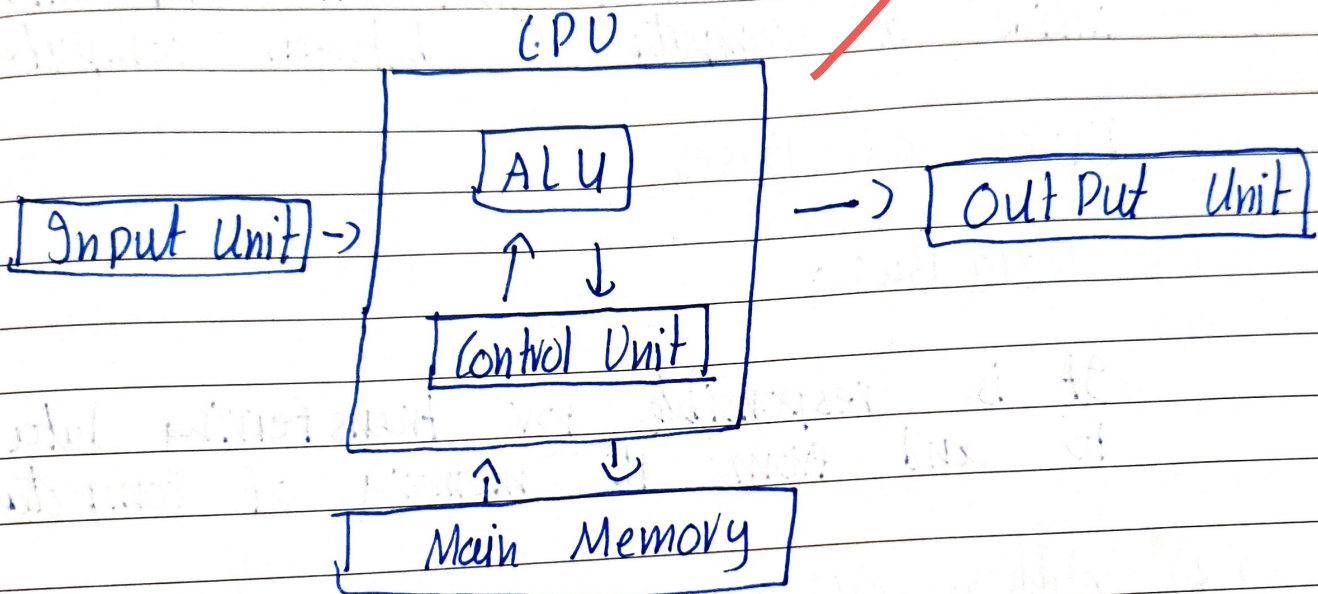 CPU
ALU
Input Unit
Output Unit
Control Unit
Main Memory